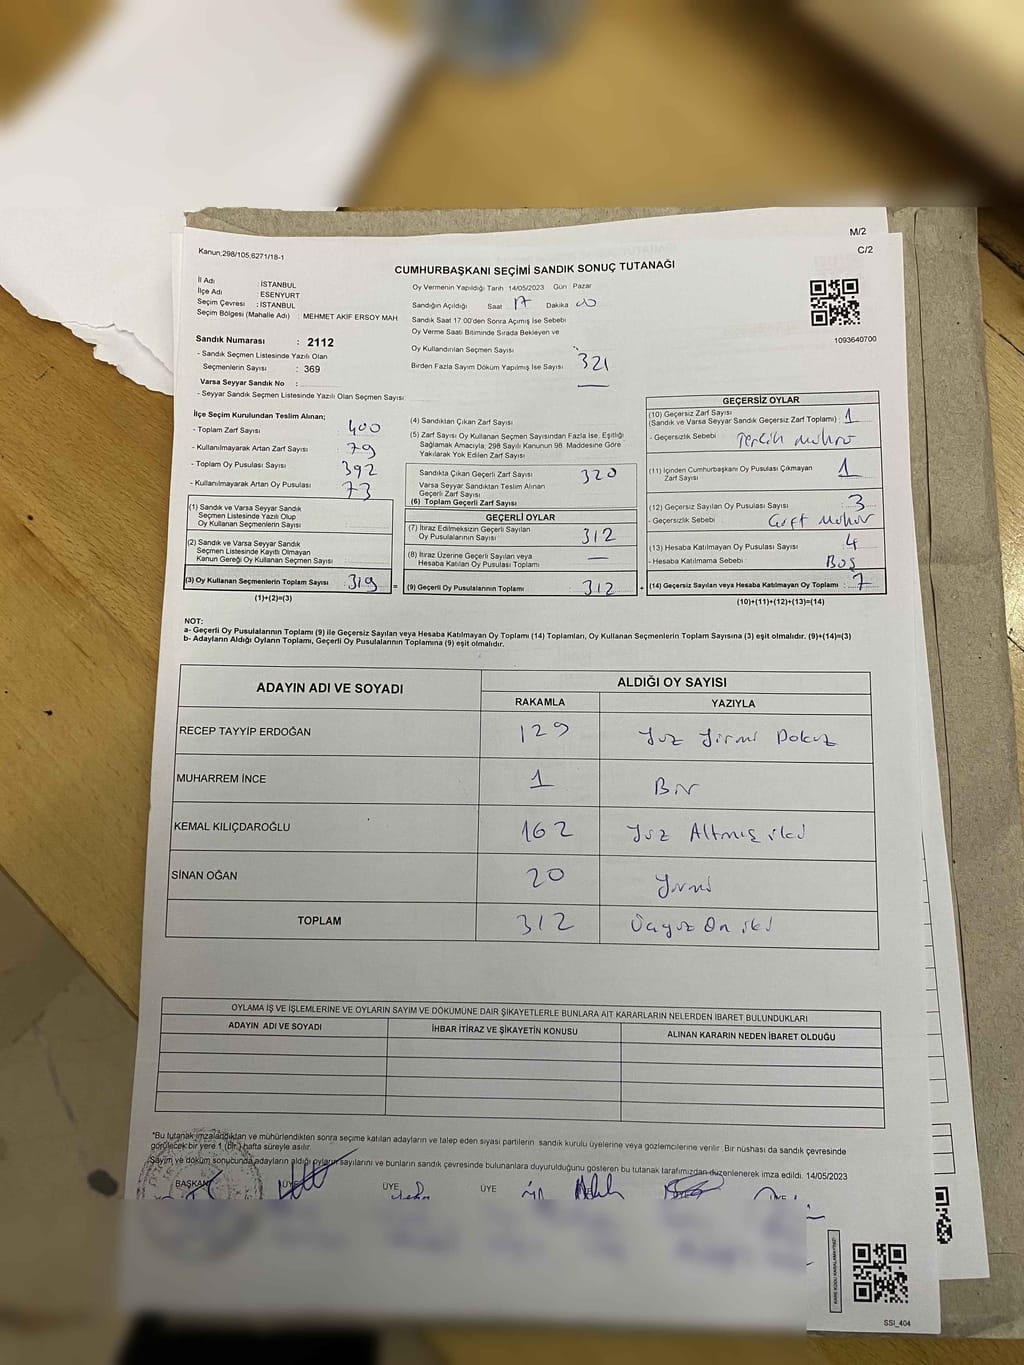 M/2
Kanun;298/105,6271/18-1
C/2
CUMHURBAŞKANI SEÇİMİ SANDIK SONUÇ TUTANAĞI
İl Adı : İSTANBUL
İlçe Adı : ESENYURT
Seçim Çevresi : İSTANBUL
Seçim Bölgesi (Mahalle Adı) : MEHMET AKİF ERSOY MAH
Sandık Numarası : 2112
- Sandık Seçmen Listesinde Yazılı Olan
Seçmenlerin Sayısı : 369
Varsa Seyyar Sandık No :
- Seyyar Sandık Seçmen Listesinde Yazılı Olan Seçmen Sayısı:
Oy Vermenin Yapıldığı Tarih 14/05/2023 Gün : Pazar
Sandığın Açıldığı Saat 17 Dakika 00
Sandık Saat 17:00'den Sonra Açımış İse Sebebi
Oy Verme Saati Bitiminde Sırada Bekleyen ve
Oy Kullandırılan Seçmen Sayısı
Birden Fazla Sayım Döküm Yapılmış İse Sayısı 321
1093640700
İlçe Seçim Kurulundan Teslim Alınan;
- Toplam Zarf Sayısı 400
- Kullanılmayarak Artan Zarf Sayısı 79
- Toplam Oy Pusulası Sayısı 392
- Kullanılmayarak Artan Oy Pusulası 73
(1) Sandık ve Varsa Seyyar Sandık
Seçmen Listesinde Yazılı Olup
Oy Kullanan Seçmenlerin Sayısı
(2) Sandık ve Varsa Seyyar Sandık
Seçmen Listesinde Kayıtlı Olmayan
Kanun Gereği Oy Kullanan Seçmen Sayısı
(3) Oy Kullanan Seçmenlerin Toplam Sayısı : 319 =
(1)+(2)=(3)
(4) Sandıktan Çıkan Zarf Sayısı
(5) Zarf Sayısı Oy Kullanan Seçmen Sayısından Fazla İse, Eşitliği
Sağlamak Amacıyla, 298 Sayılı Kanunun 98. Maddesine Göre
Yakılarak Yok Edilen Zarf Sayısı
Sandıkta Çıkan Geçerli Zarf Sayısı 320
Varsa Seyyar Sandıktan Teslim Alınan
Geçerli Zarf Sayısı
(6) Toplam Geçerli Zarf Sayısı
GEÇERLİ OYLAR
(7) İtiraz Edilmeksizin Geçerli Sayılan
Oy Pusulalarının Sayısı 312
(8) İtiraz Üzerine Geçerli Sayılan veya
Hesaba Katılan Oy Pusulası Toplamı —
(9) Geçerli Oy Pusulalarının Toplamı 312 +
GEÇERSİZ OYLAR
(10) Geçersiz Zarf Sayısı
(Sandık ve Varsa Seyyar Sandık Geçersiz Zarf Toplamı) : 1
- Geçersizlik Sebebi : Tercih Mührü
(11) İçinden Cumhurbaşkanı Oy Pusulası Çıkmayan
Zarf Sayısı 1
(12) Geçersiz Sayılan Oy Pusulası Sayısı 3
- Geçersizlik Sebebi : Çift Mühür
(13) Hesaba Katılmayan Oy Pusulası Sayısı 4
- Hesaba Katılmama Sebebi : Boş
(14) Geçersiz Sayılan veya Hesaba Katılmayan Oy Toplamı : 7
(10)+(11)+(12)+(13)=(14)
NOT:
a- Geçerli Oy Pusulalarının Toplamı (9) ile Geçersiz Sayılan veya Hesaba Katılmayan Oy Toplamı (14) Toplamları, Oy Kullanan Seçmenlerin Toplam Sayısına (3) eşit olmalıdır. (9)+(14)=(3)
b- Adayların Aldığı Oyların Toplamı, Geçerli Oy Pusulalarının Toplamına (9) eşit olmalıdır.
ADAYIN ADI VE SOYADI
ALDIĞI OY SAYISI
RAKAMLA YAZIYLA
RECEP TAYYİP ERDOĞAN 129 Yüz Yirmi Dokuz
MUHARREM İNCE 1 Bir
KEMAL KILIÇDAROĞLU 162 Yüz Altmış iki
SİNAN OĞAN 20 Yirmi
TOPLAM 312 Üçyüz On iki
OYLAMA İŞ VE İŞLEMLERİNE VE OYLARIN SAYIM VE DÖKÜMÜNE DAİR ŞİKAYETLERLE BUNLARA AİT KARARLARIN NELERDEN İBARET BULUNDUKLARI
ADAYIN ADI VE SOYADI İHBAR İTİRAZ VE ŞİKAYETİN KONUSU ALINAN KARARIN NEDEN İBARET OLDUĞU
*Bu tutanak imzalandıktan ve mühürlendikten sonra seçime katılan adayların ve talep eden siyasi partilerin sandık kurulu üyelerine veya gözlemcilerine verilir. Bir nüshası da sandık çevresinde
görülecek bir yere 1 (bir) hafta süreyle asılır.
Sayım ve döküm sonucunda adayların aldığı oyların sayılarını ve bunların sandık çevresinde bulunanlara duyurulduğunu gösteren bu tutanak tarafımızdan düzenlenerek imza edildi. 14/05/2023
BAŞKAN ÜYE ÜYE ÜYE
SSİ_404